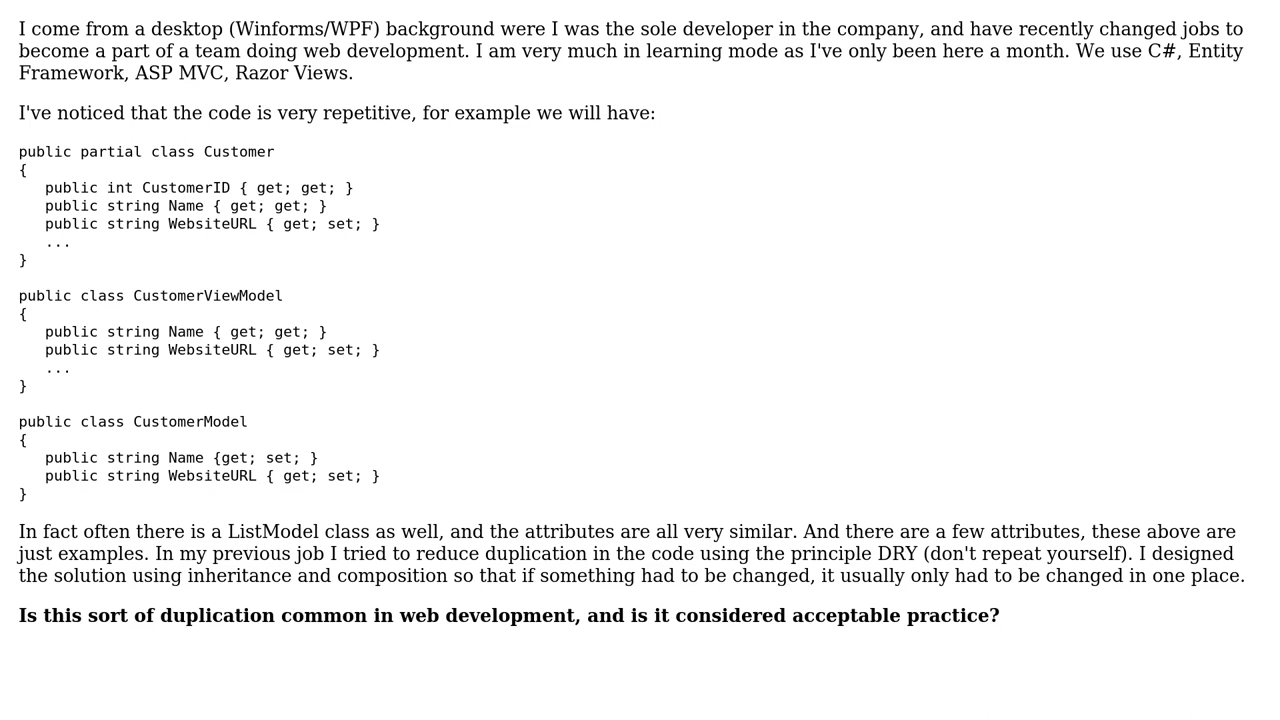 I come from a desktop (Winforms/WPF) background were I was the sole developer in the company, and have recently changed jobs to
become a part of a team doing web development. I am very much in learning mode as I've only been here a month. We use C#, Entity
Framework, ASP MVC, Razor Views.
I've noticed that the code is very repetitive, for example we will have:
public partial class Customer
{
   public int CustomerID { get; get; }
   public string Name { get; get; }
   public string WebsiteURL { get; set; }
   ...
}
public class CustomerViewModel
{
   public string Name { get; get; }
   public string WebsiteURL { get; set; }
   ...
}
public class CustomerModel
{
   public string Name {get; set; }
   public string WebsiteURL { get; set; }
}
In fact often there is a ListModel class as well, and the attributes are all very similar. And there are a few attributes, these above are
just examples. In my previous job I tried to reduce duplication in the code using the principle DRY (don't repeat yourself). I designed
the solution using inheritance and composition so that if something had to be changed, it usually only had to be changed in one place.
Is this sort of duplication common in web development, and is it considered acceptable practice?